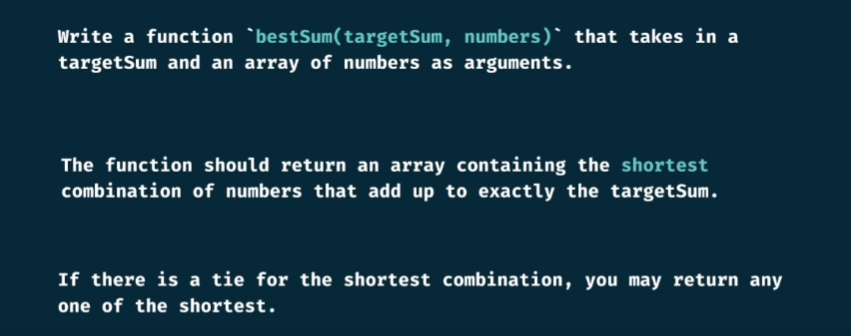 Write a function `bestSum(targetSum, numbers)` that takes in a
targetSum and an array of numbers as arguments.
The function should return an array containing the shortest
combination of numbers that add up to exactly the targetSum.
If there is a tie for the shortest combination, you may return any
one of the shortest.